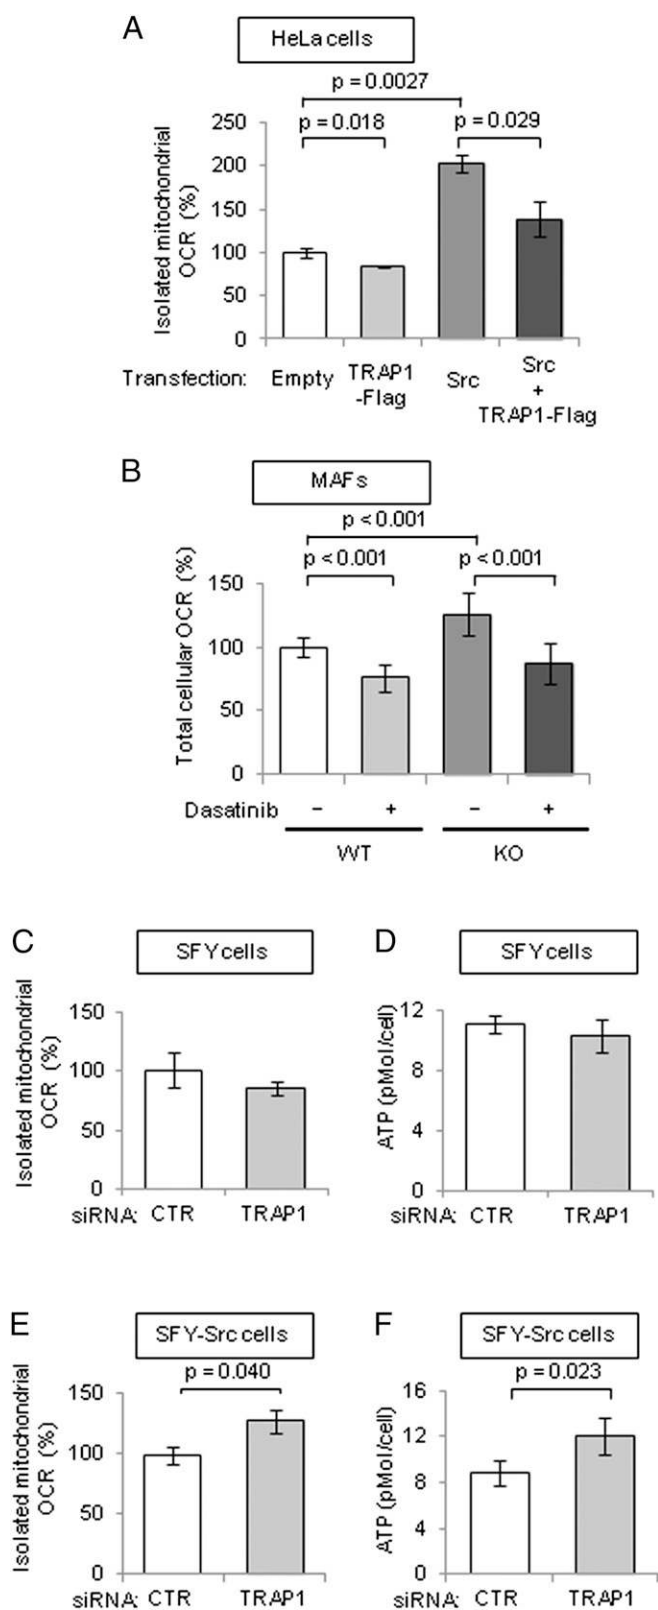 A
HeLa cells
p = 0.0027
p = 0.018
p = 0.029
Isolated mitochondrial
OCR (%)
250
200
150
100
50
0
Transfection:
Empty
TRAP1
-Flag
Src
Src
+
TRAP1-Flag
B
MAFs
p < 0.001
p < 0.001
p < 0.001
Total cellular OCR (%)
150
100
50
0
Dasatinib
– + – +
WT KO
C
SFY cells
Isolated mitochondrial
OCR (%)
150
100
50
0
siRNA: CTR TRAP1
D
SFY cells
ATP (pMol/cell)
12
8
4
0
siRNA: CTR TRAP1
E
SFY-Src cells
p = 0.040
Isolated mitochondrial
OCR (%)
150
100
50
0
siRNA: CTR TRAP1
F
SFY-Src cells
p = 0.023
ATP (pMol/cell)
16
12
8
4
0
siRNA: CTR TRAP1